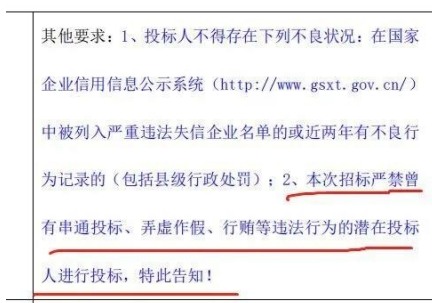 其他要求：1、投标人不得存在下列不良状况：在国家
企业信用信息公示系统（http://www.gsxt.gov.cn/）
中被列入严重违法失信企业名单的或近两年有不良行
为记录的（包括县级行政处罚）；2、本次招标严禁曾
有串通投标、弄虚作假、行贿等违法行为的潜在投标
人进行投标，特此告知！